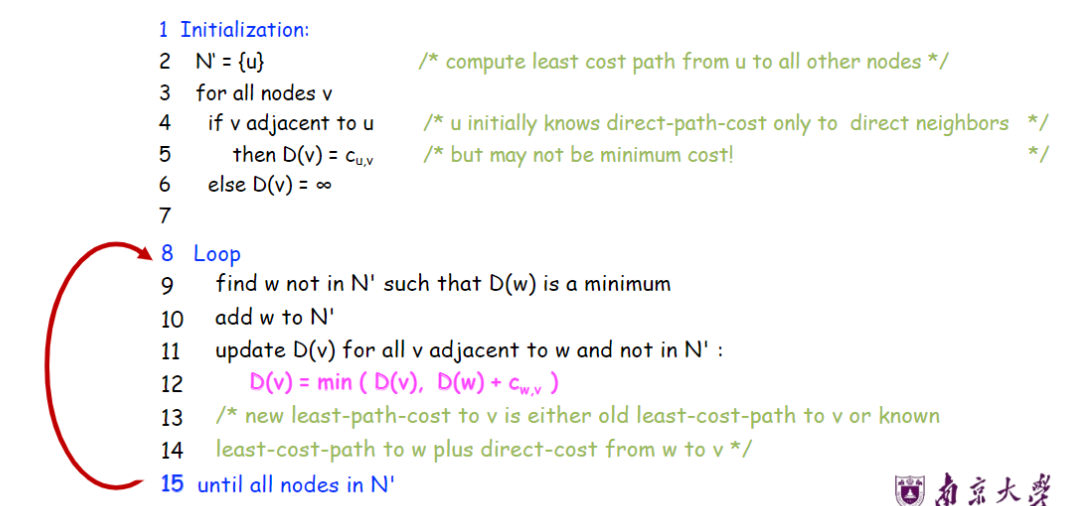 1 Initialization:
2 N' = {u} /* compute least cost path from u to all other nodes */
3 for all nodes v
4 if v adjacent to u /* u initially knows direct-path-cost only to direct neighbors */
5 then D(v) = c_{u,v} /* but may not be minimum cost! */
6 else D(v) = ∞
7
8 Loop
9 find w not in N' such that D(w) is a minimum
10 add w to N'
11 update D(v) for all v adjacent to w and not in N' :
12 D(v) = min ( D(v), D(w) + c_{w,v} )
13 /* new least-path-cost to v is either old least-cost-path to v or known
14 least-cost-path to w plus direct-cost from w to v */
15 until all nodes in N'
南京大学